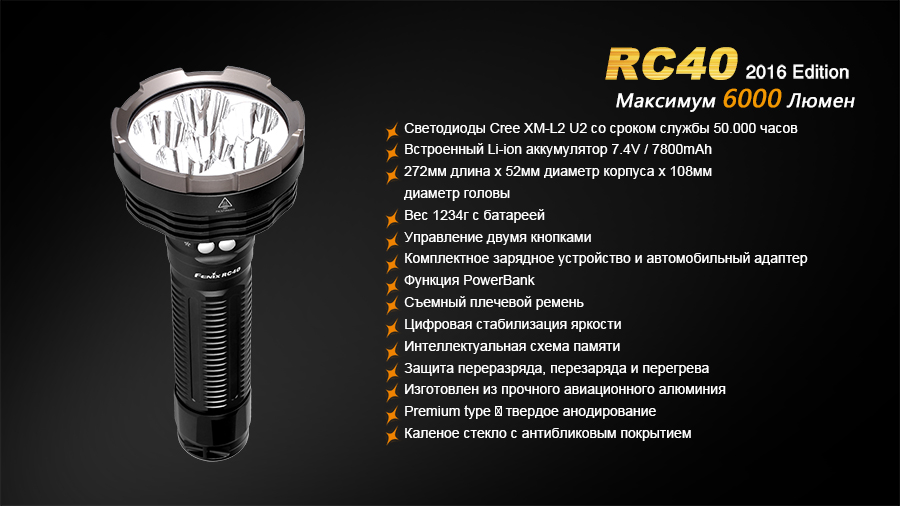 RC40 2016 Edition
Максимум 6000 Люмен
Светодиоды Cree XM-L2 U2 со сроком службы 50.000 часов
Встроенный Li-ion аккумулятор 7.4V / 7800mAh
272мм длина x 52мм диаметр корпуса x 108мм
диаметр головы
Вес 1234г с батареей
Управление двумя кнопками
Комплектное зарядное устройство и автомобильный адаптер
Функция PowerBank
Съемный плечевой ремень
Цифровая стабилизация яркости
Интеллектуальная схема памяти
Защита переразряда, перезаряда и перегрева
Изготовлен из прочного авиационного алюминия
Premium type твердое анодирование
Каленое стекло с антибликовым покрытием
FENIX RC40